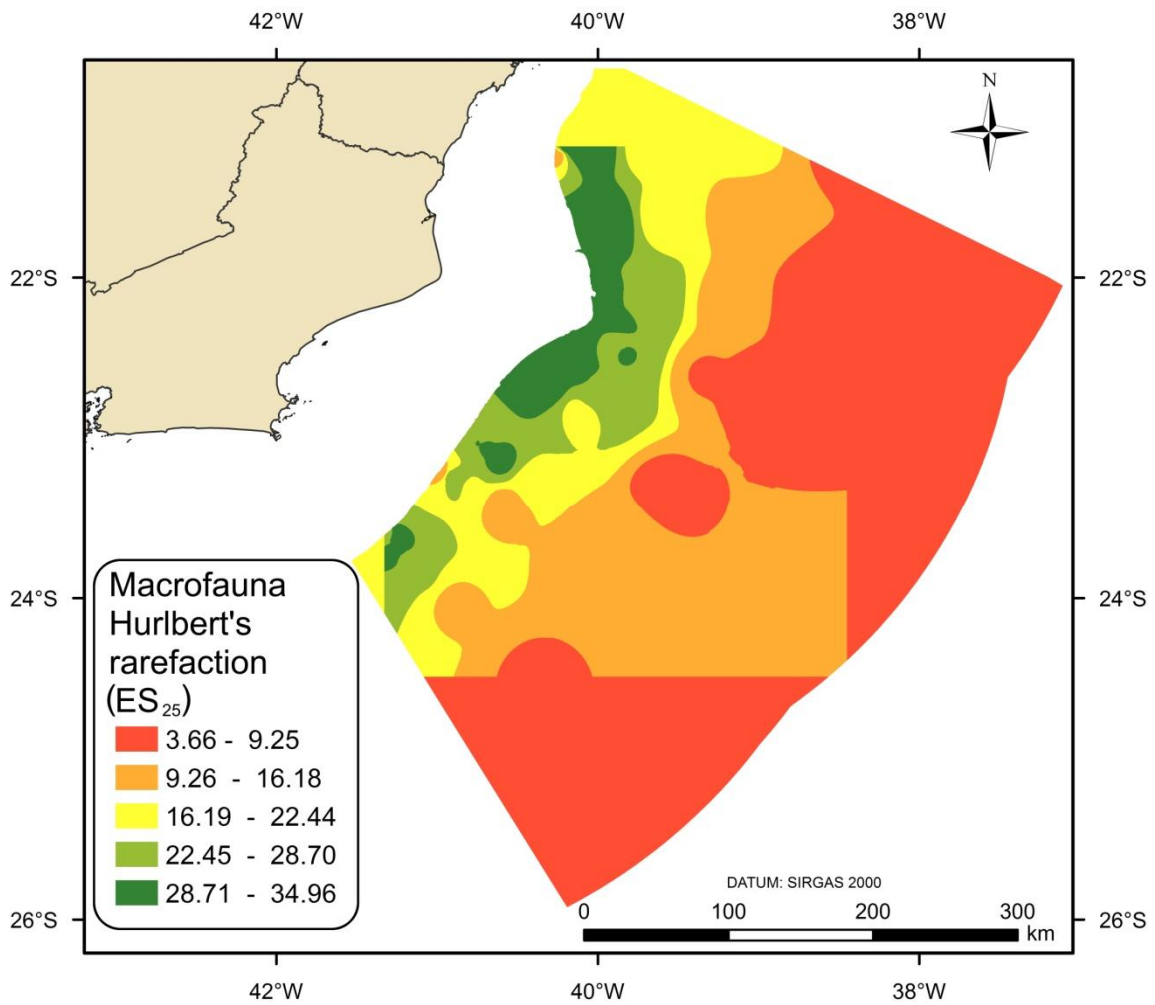 42°W 40°W 38°W
N
22°S 22°S
24°S 24°S
Macrofauna
Hurlbert's
rarefaction
(ES 25)
3.66 - 9.25
9.26 - 16.18
16.19 - 22.44
22.45 - 28.70
28.71 - 34.96
DATUM: SIRGAS 2000
0 100 200 300
km
26°S 26°S
42°W 40°W 38°W